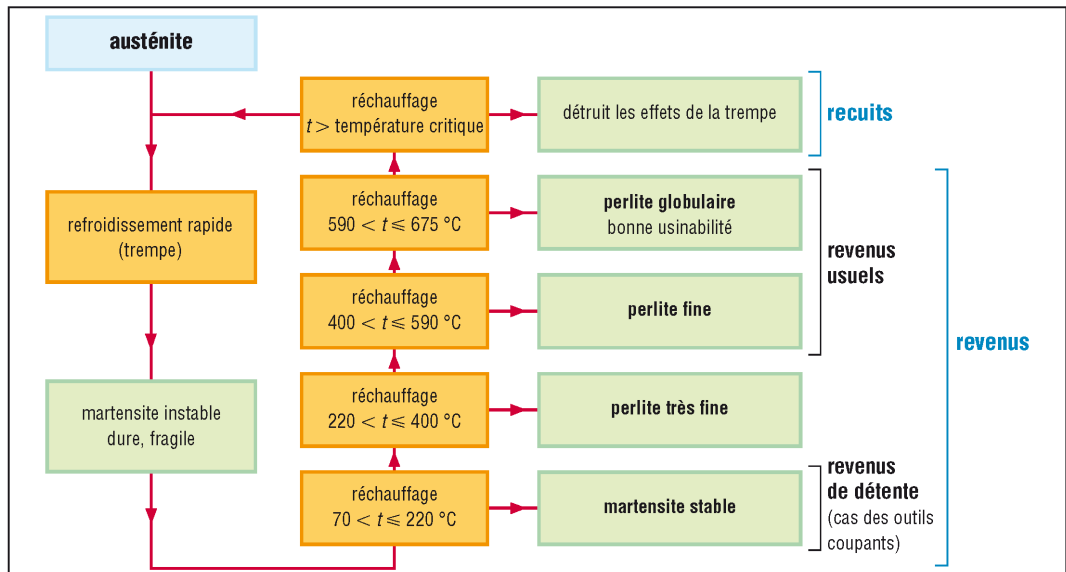 austénite
réchauffage
t > température critique
détruit les effets de la trempe
recuits
refroidissement rapide
(trempe)
réchauffage
590 < t ⩽ 675 °C
perlite globulaire
bonne usinabilité
revenus
usuels
réchauffage
400 < t ⩽ 590 °C
perlite fine
revenus
martensite instable
dure, fragile
réchauffage
220 < t ⩽ 400 °C
perlite très fine
réchauffage
70 < t ⩽ 220 °C
martensite stable
revenus
de détente
(cas des outils
coupants)